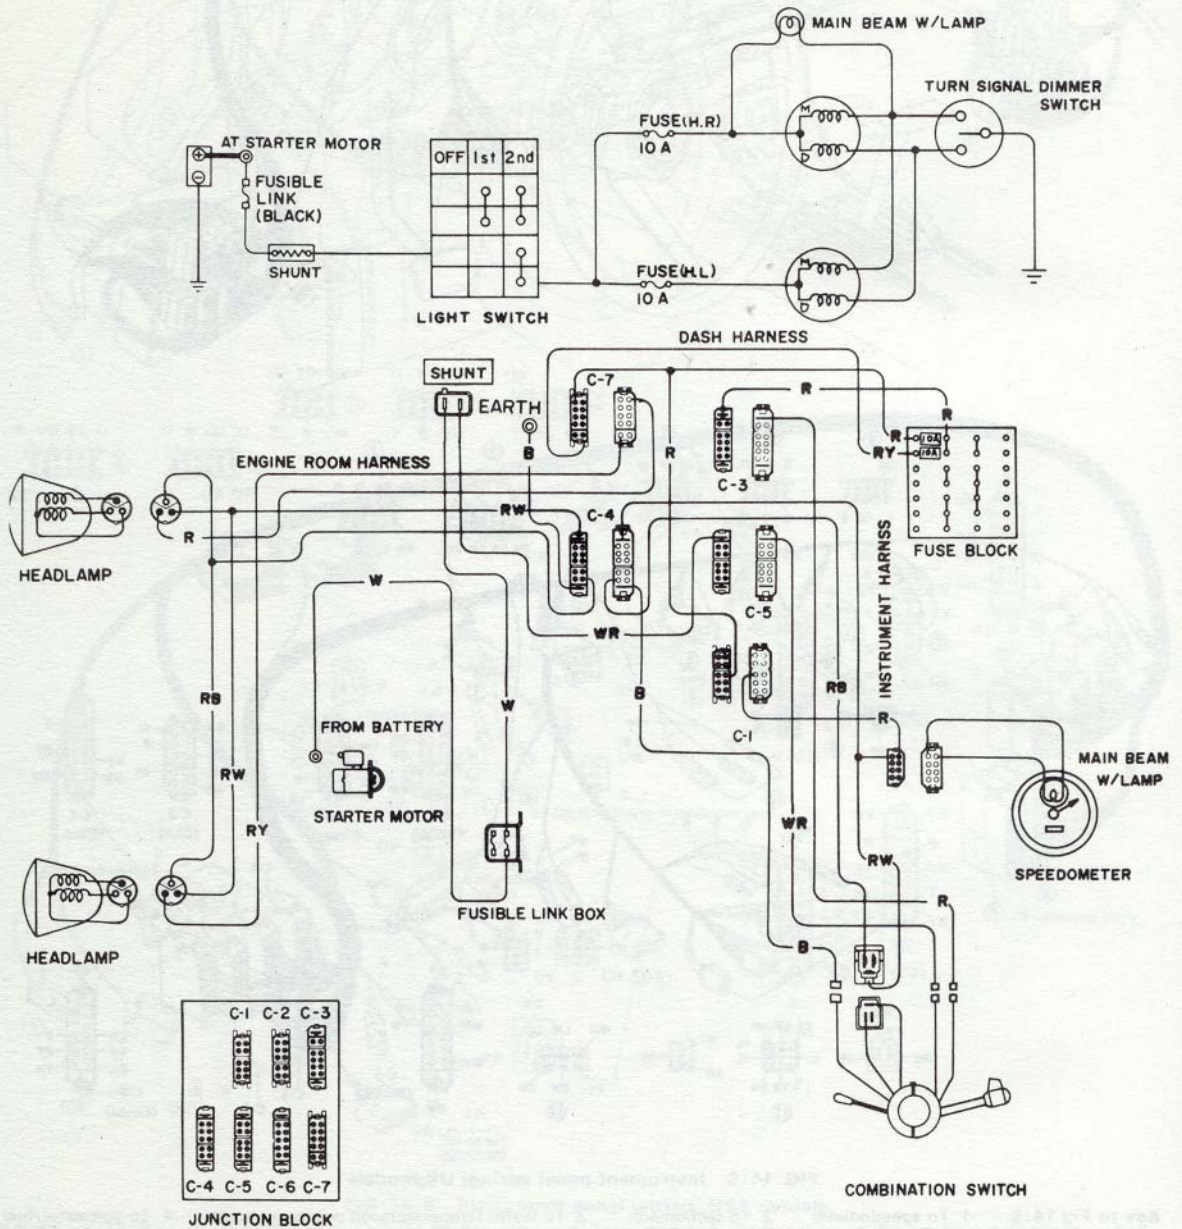 MAIN BEAM W/LAMP
TURN SIGNAL DIMMER
SWITCH
M
FUSE(H.R)
10 A
AT STARTER MOTOR
OFF 1st 2nd
D
FUSIBLE
LINK
(BLACK)
M
SHUNT
FUSE(H.L)
10 A
D
LIGHT SWITCH
DASH HARNESS
SHUNT
C-7
R
EARTH
R
R
10A
B
R
RY
10A
ENGINE ROOM HARNESS
C-3
RW
C-4
R
FUSE BLOCK
HEADLAMP
INSTRUMENT HARNSS
W
C-5
WR
RB
B
RB
W
R
FROM BATTERY
C-1
MAIN BEAM
W/LAMP
RW
STARTER MOTOR
RY
WR
RW
SPEEDOMETER
R
FUSIBLE LINK BOX
B
HEADLAMP
C-1 C-2 C-3
C-4 C-5 C-6 C-7
COMBINATION SWITCH
JUNCTION BLOCK